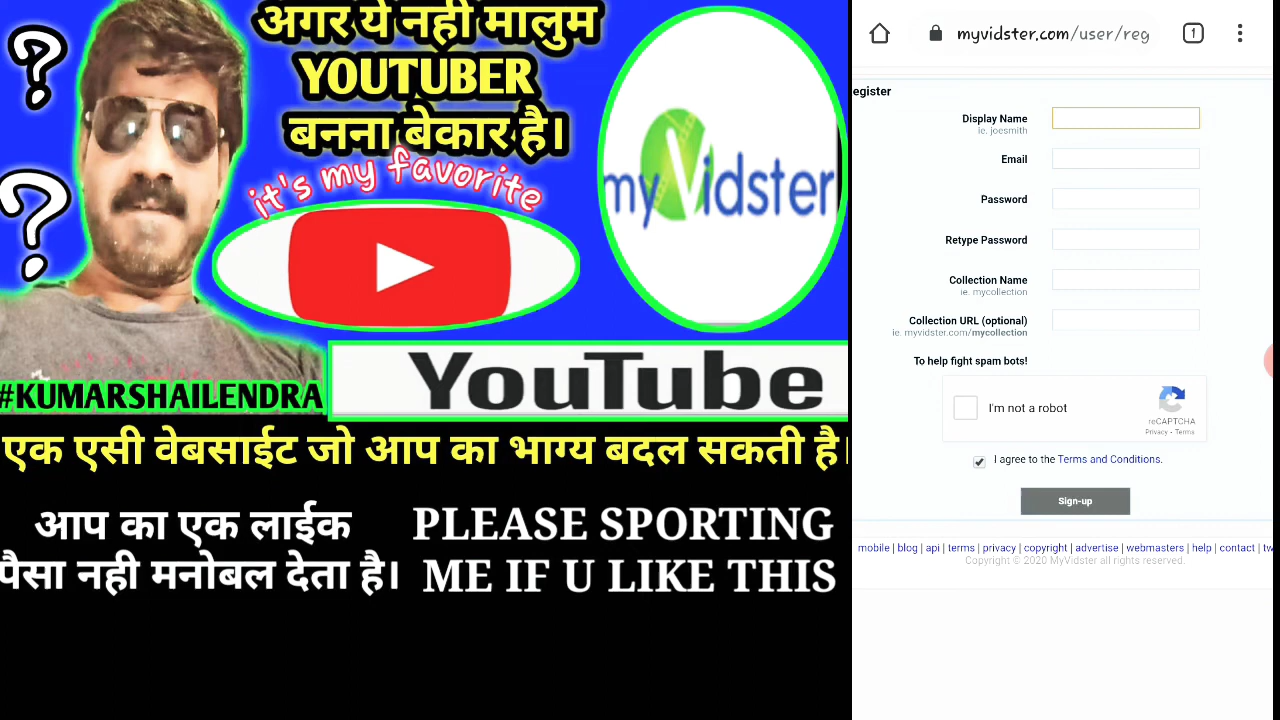 ?
?
अगर ये नही मालुम
YOUTUBER
बनना बेकार है।
it's my favorite
myVidster
YouTube
#KUMARSHAILENDRA
एक एसी वेबसाईट जो आप का भाग्य बदल सकती है।
आप का एक लाईक
पैसा नही मनोबल देता है।
PLEASE SPORTING
ME IF U LIKE THIS
myvidster.com/user/reg
1
egister
Display Name
ie. joesmith
Email
Password
Retype Password
Collection Name
ie. mycollection
Collection URL (optional)
ie. myvidster.com/mycollection
To help fight spam bots!
I'm not a robot
reCAPTCHA
Privacy - Terms
I agree to the Terms and Conditions.
Sign-up
mobile | blog | api | terms | privacy | copyright | advertise | webmasters | help | contact | tw
Copyright © 2020 MyVidster all rights reserved.